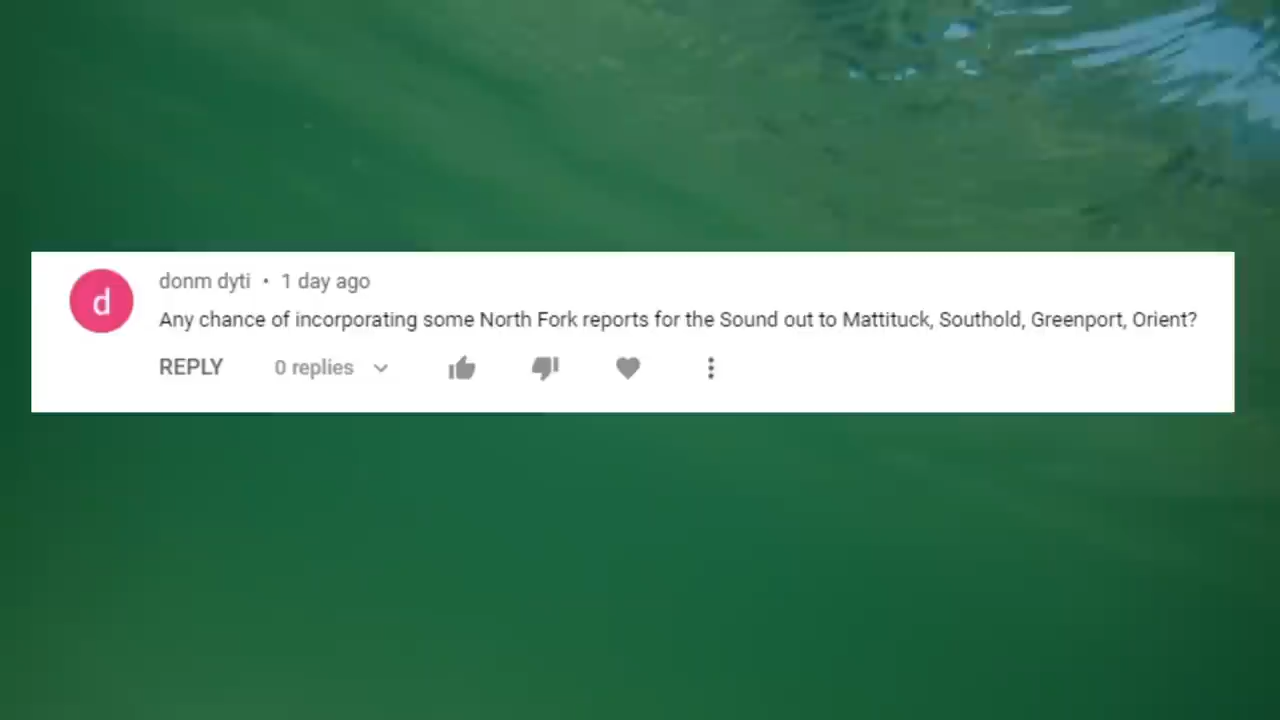 d
donm dyti • 1 day ago
Any chance of incorporating some North Fork reports for the Sound out to Mattituck, Southold, Greenport, Orient?
REPLY 0 replies